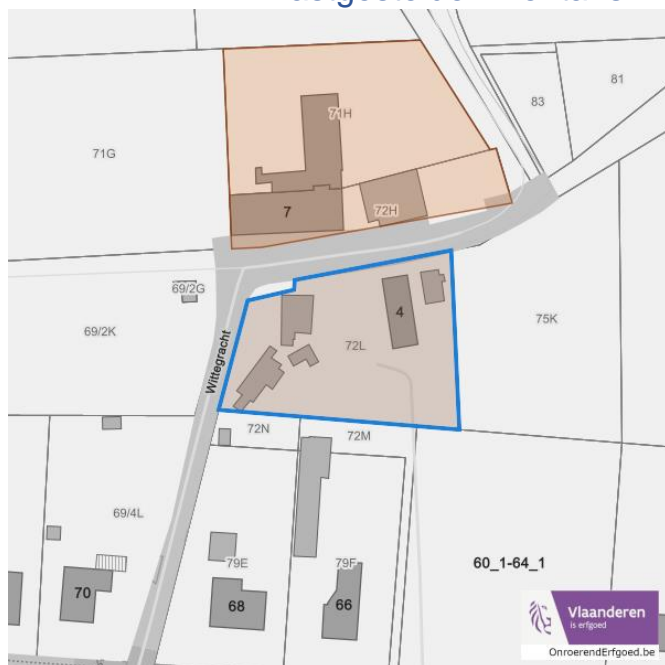 81
83
71H
71G
7
72H
69/2G
4
75K
69/2K
72L
Wittegracht
72N
72M
69/4L
79E
79F
60_1-64_1
70
68
66
Vlaanderen
is erfgoed
OnroerendErfgoed.be